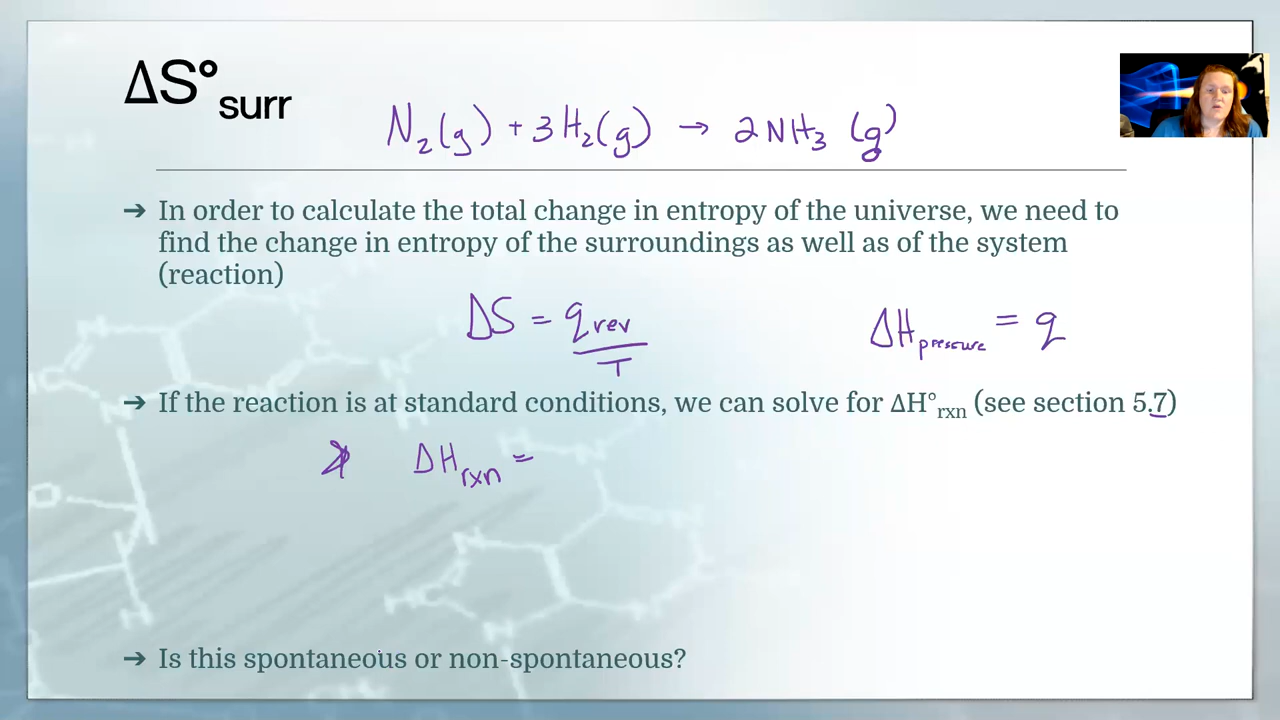 ΔS°surr
N₂(g) + 3H₂(g) → 2NH₃ (g)
➔ In order to calculate the total change in entropy of the universe, we need to
find the change in entropy of the surroundings as well as of the system
(reaction)
ΔS = qrev
T
ΔHpressure = q
➔ If the reaction is at standard conditions, we can solve for ΔH°rxn (see section 5.7)
ΔHrxn =
➔ Is this spontaneous or non-spontaneous?